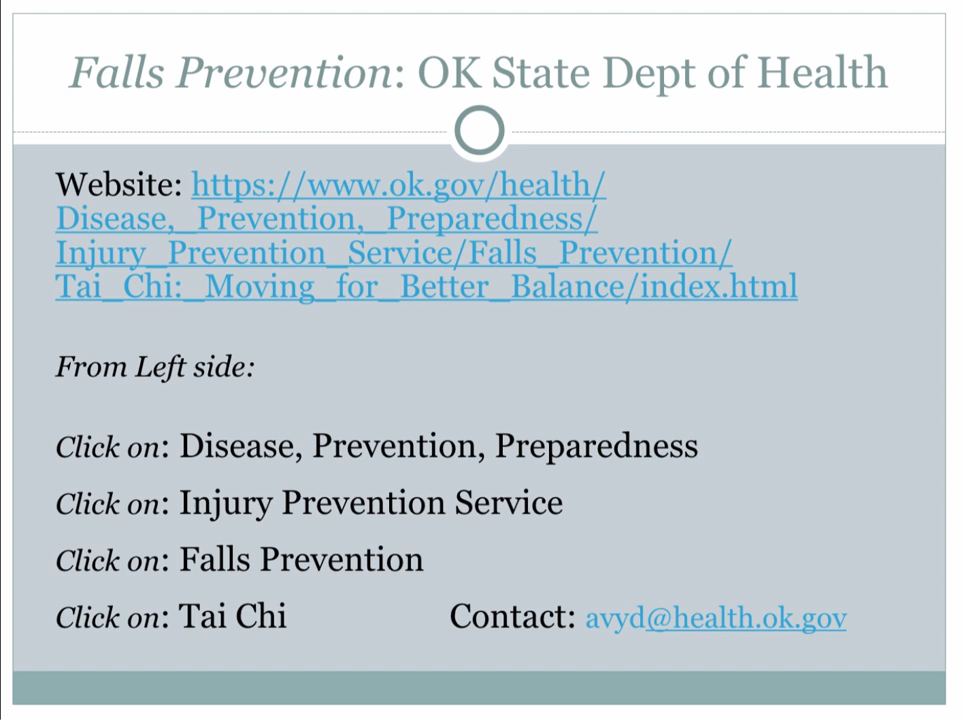 Falls Prevention: OK State Dept of Health
Website: https://www.ok.gov/health/
Disease,_Prevention,_Preparedness/
Injury_Prevention_Service/Falls_Prevention/
Tai_Chi:_Moving_for_Better_Balance/index.html
From Left side:
Click on: Disease, Prevention, Preparedness
Click on: Injury Prevention Service
Click on: Falls Prevention
Click on: Tai Chi Contact: avyd@health.ok.gov